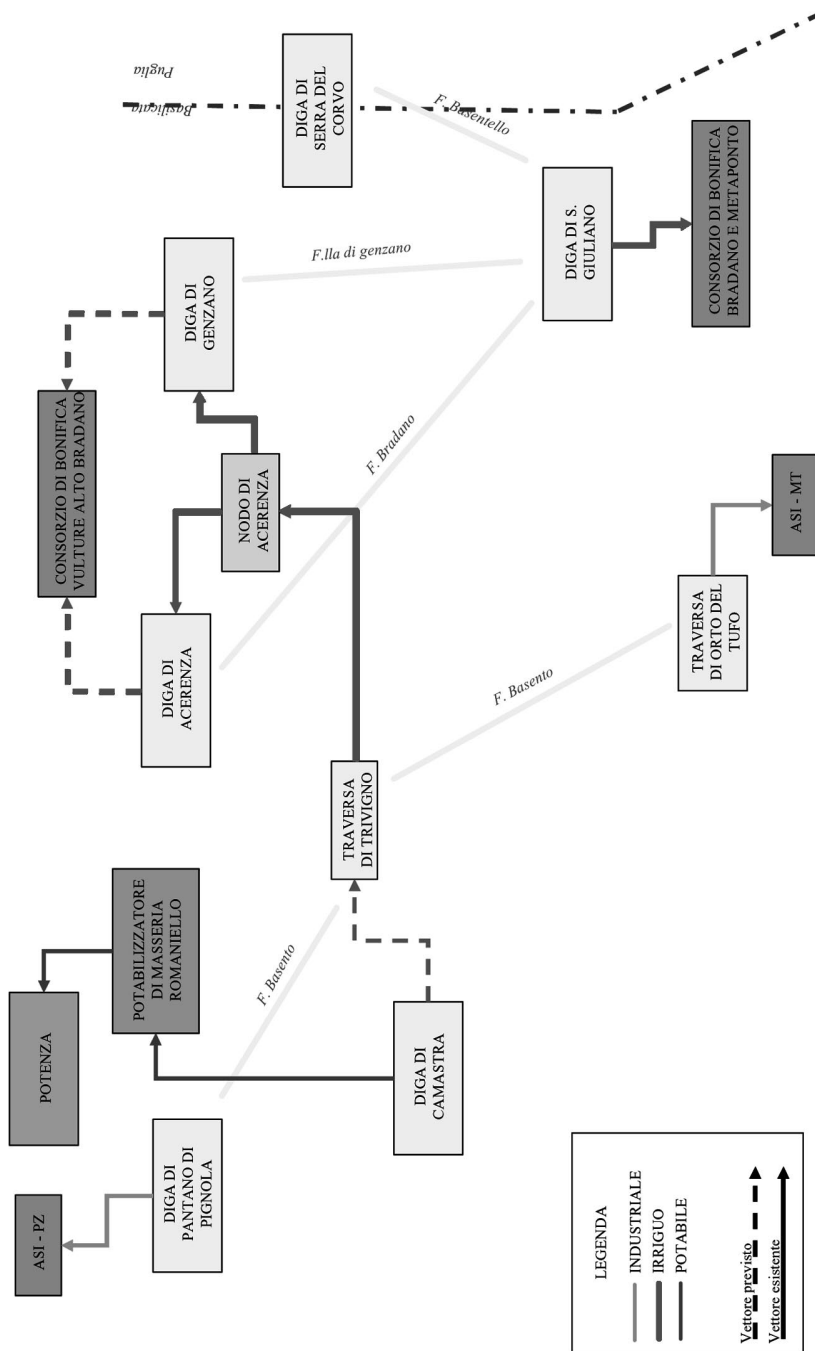 Puglia
Basilicata
DIGA DI
SERRA DEL
CORVO
F. Basentello
DIGA DI S.
GIULIANO
CONSORZIO DI BONIFICA
BRADANO E METAPONTO
F.lla di genzano
DIGA DI
GENZANO
CONSORZIO DI BONIFICA
VULTURE ALTO BRADANO
NODO DI
ACERENZA
F. Bradano
DIGA DI
ACERENZA
ASI - MT
TRAVERSA
DI ORTO DEL
TUFO
F. Basento
TRAVERSA
DI TRIVIGNO
POTABILIZZATORE
DI MASSERIA
ROMANIELLO
POTENZA
F. Basento
DIGA DI
CAMASTRA
DIGA DI
PANTANO DI
PIGNOLA
ASI - PZ
LEGENDA
INDUSTRIALE
IRRIGUO
POTABILE
Vettore previsto
Vettore esistente